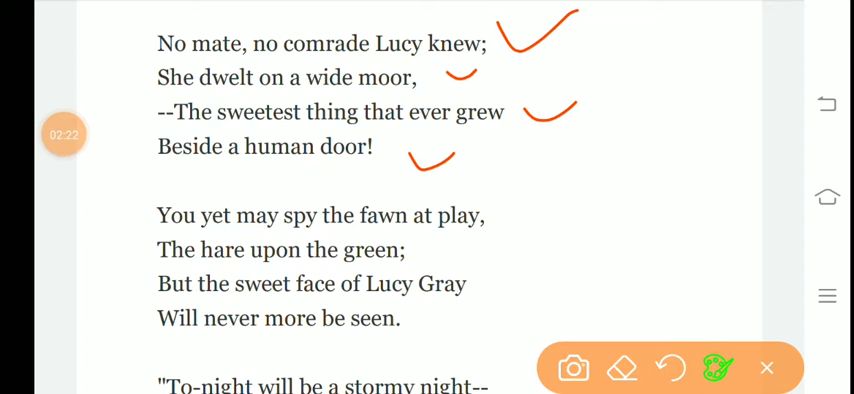 No mate, no comrade Lucy knew;
She dwelt on a wide moor,
--The sweetest thing that ever grew
Beside a human door!
02:22
You yet may spy the fawn at play,
The hare upon the green;
But the sweet face of Lucy Gray
Will never more be seen.
"To-night will be a stormy night--